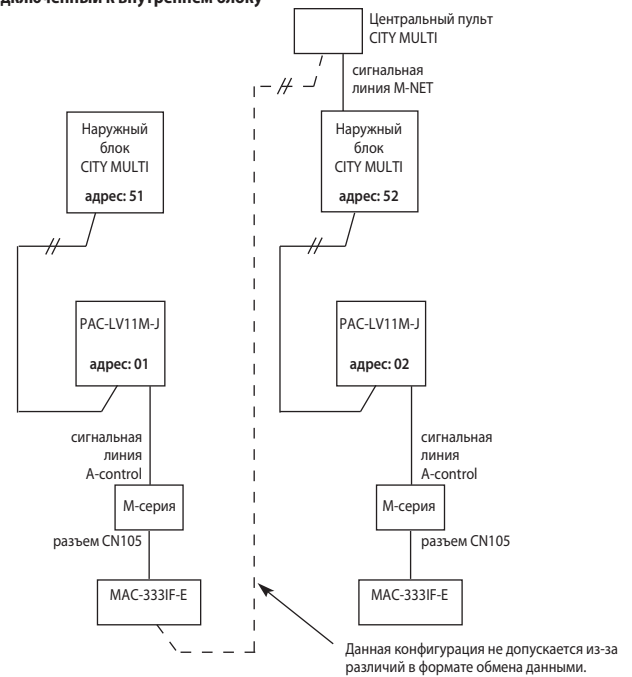 дключенный к внутреннем блоку
Центральный пульт
CITY MULTI
сигнальная
линия M-NET
Наружный
блок
CITY MULTI
адрес: 51
Наружный
блок
CITY MULTI
адрес: 52
PAC-LV11M-J
адрес: 01
PAC-LV11M-J
адрес: 02
сигнальная
линия
A-control
сигнальная
линия
A-control
М-серия
М-серия
разъем CN105
разъем CN105
MAC-333IF-E
MAC-333IF-E
Данная конфигурация не допускается из-за
различий в формате обмена данными.